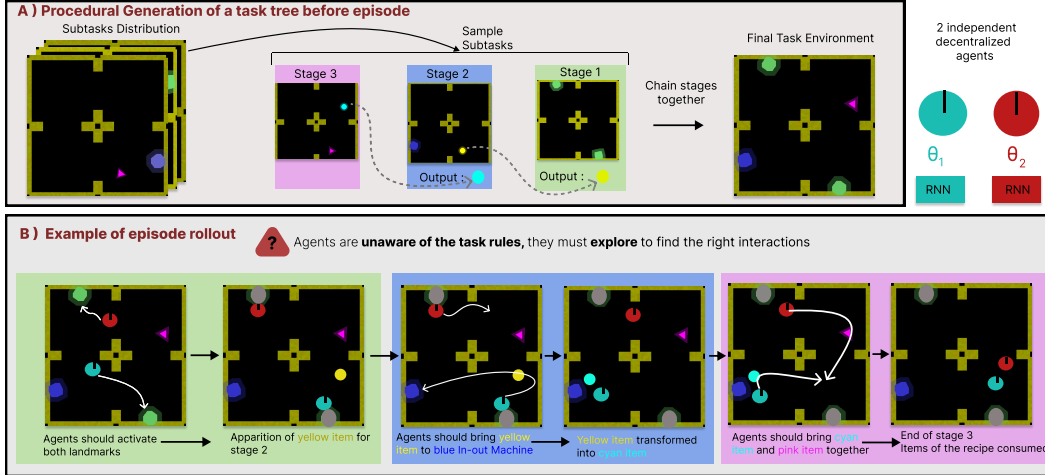 A ) Procedural Generation of a task tree before episode
Subtasks Distribution
Sample
Subtasks
Stage 3
Stage 2
Stage 1
Output :
Output :
Chain stages
together
Final Task Environment
2 independent
decentralized
agents
θ1
θ2
RNN
RNN
B ) Example of episode rollout
? Agents are unaware of the task rules, they must explore to find the right interactions
Agents should activate
both landmarks
Apparition of yellow item for
stage 2
Agents should bring yellow
item to blue In-out Machine
Yellow item transformed
into cyan item
Agents should bring cyan
item and pink item together
End of stage 3
Items of the recipe consumed